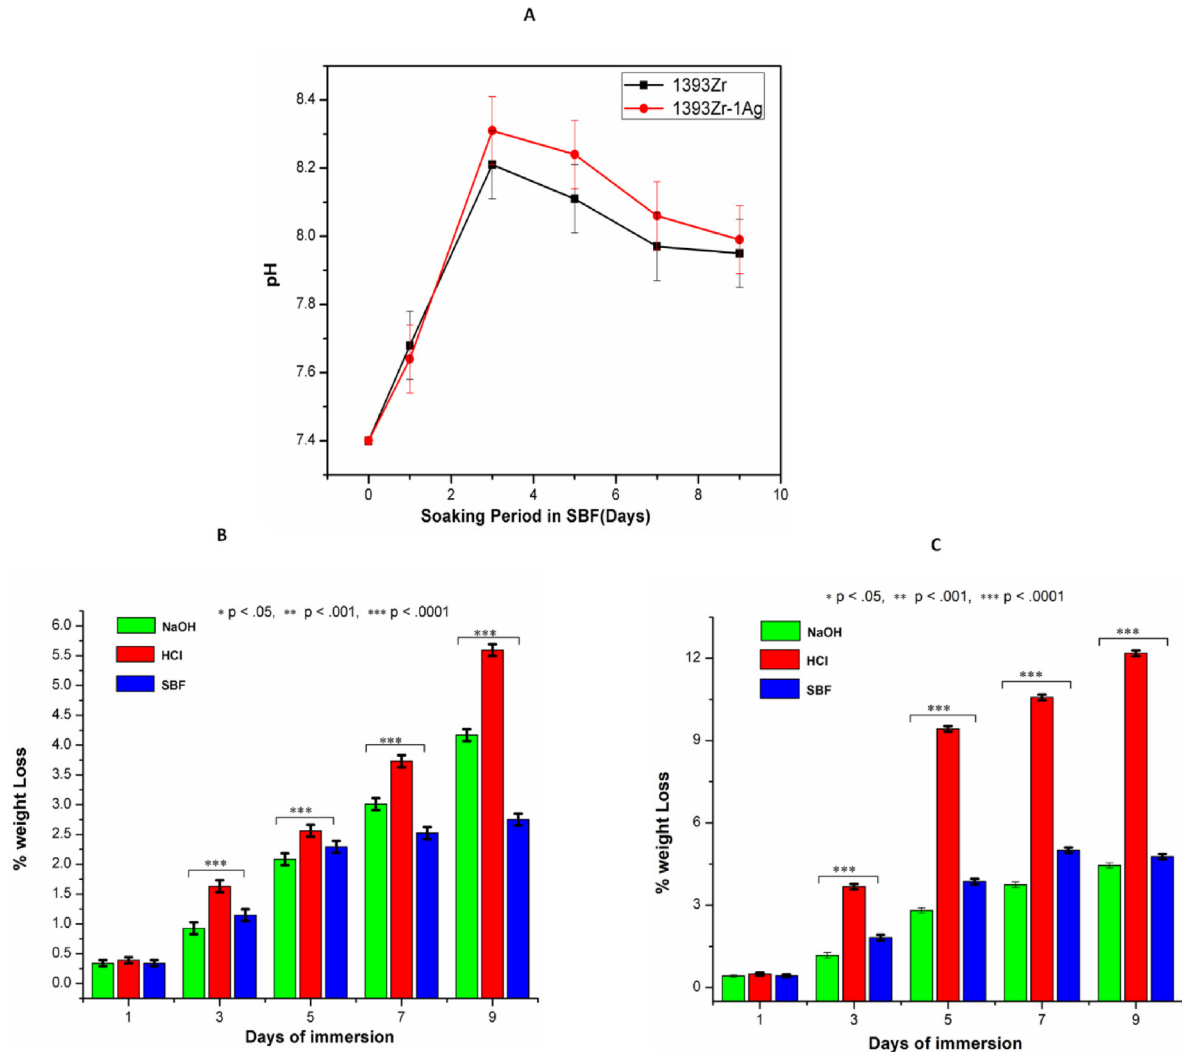 A
8.4
8.2
8.0
7.8
7.6
7.4
pH
1393Zr
1393Zr-1Ag
0
2
4
6
8
10
Soaking Period in SBF(Days)
B
* p < .05, ** p < .001, *** p < .0001
NaOH
HCl
SBF
6.0
5.5
5.0
4.5
4.0
3.5
3.0
2.5
2.0
1.5
1.0
0.5
0.0
% weight Loss
***
***
***
***
1
3
5
7
9
Days of immersion
C
* p < .05, ** p < .001, *** p < .0001
NaOH
HCl
SBF
12
9
6
3
0
% weight Loss
***
***
***
***
1
3
5
7
9
Days of immersion